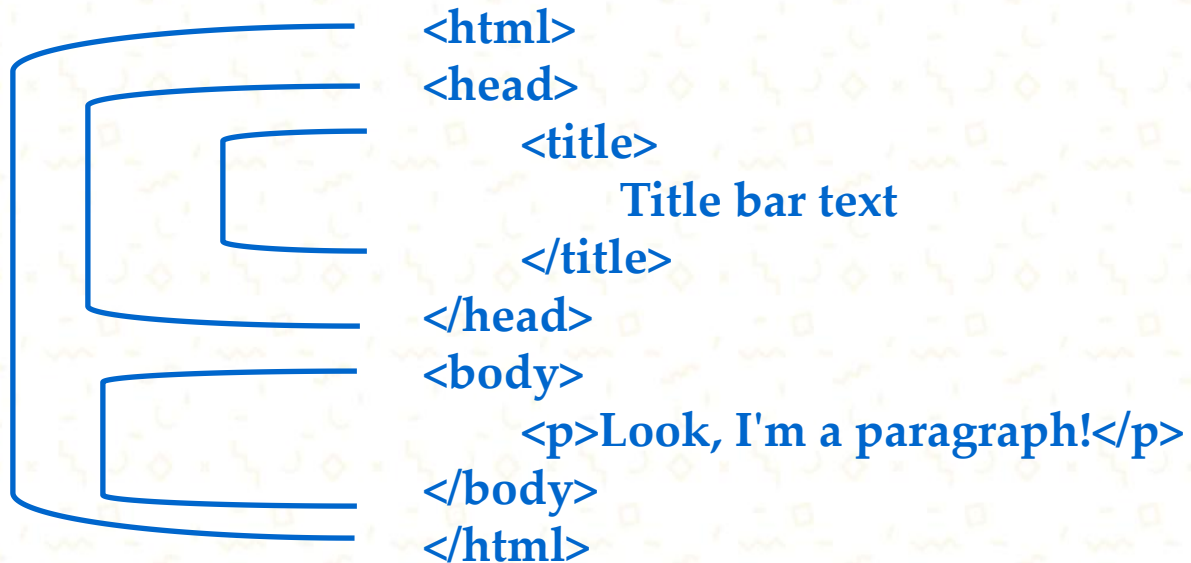 <html>
<head>
<title>
Title bar text
</title>
</head>
<body>
<p>Look, I'm a paragraph!</p>
</body>
</html>